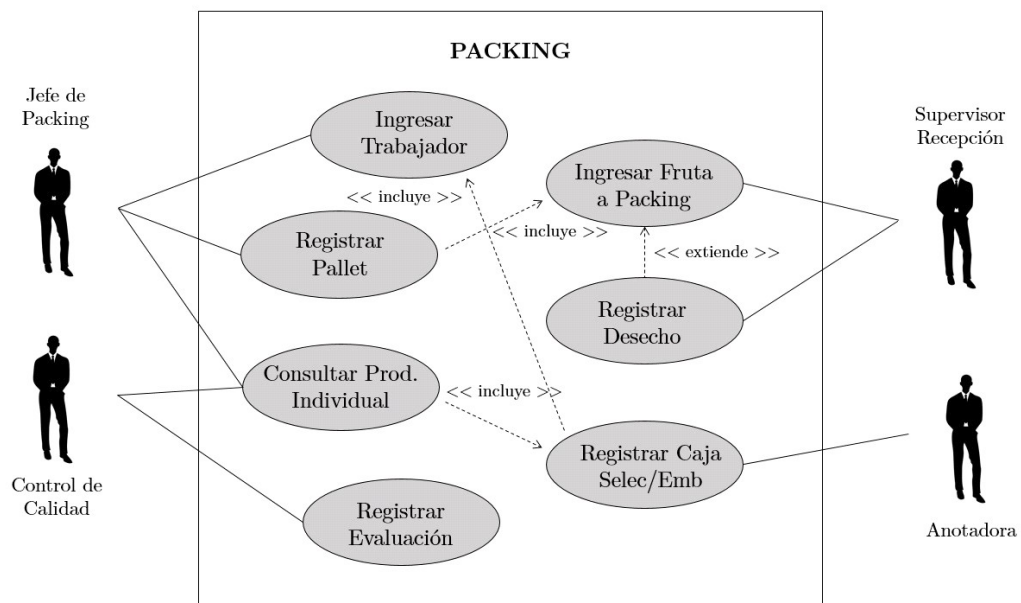 PACKING
Jefe de
Packing
Ingresar
Trabajador
Supervisor
Recepción
Ingresar Fruta
a Packing
<< incluye >>
<< incluye >>
Registrar
Pallet
<< extiende >>
Registrar
Desecho
Consultar Prod.
Individual
<< incluye >>
Registrar Caja
Selec/Emb
Control de
Calidad
Registrar
Evaluación
Anotadora